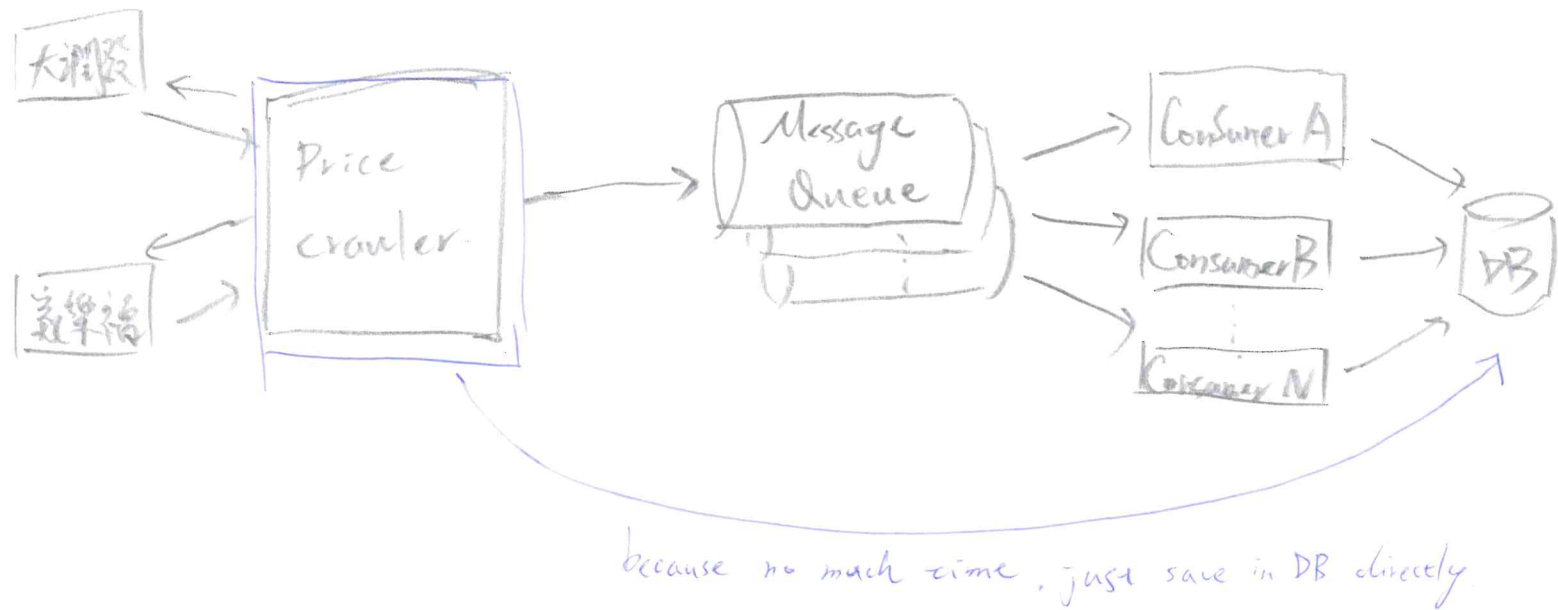 大潤發
Price
crawler
家樂福
Message
Queue
Consumer A
Consumer B
Consumer N
DB
because no much time, just save in DB directly